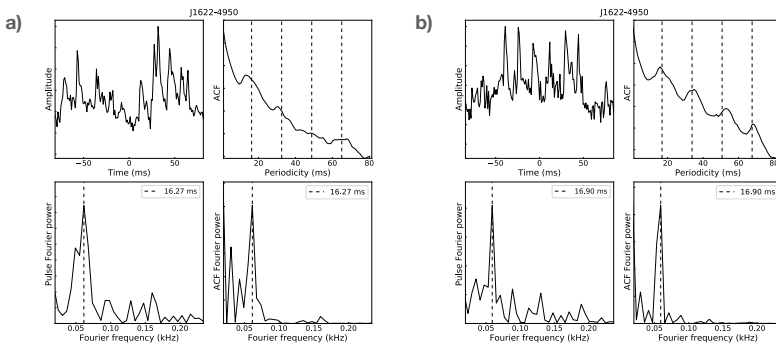 a)
J1622-4950
Amplitude
−50 0 50
Time (ms)
ACF
20 40 60 80
Periodicity (ms)
Pulse Fourier power
16.27 ms
0.05 0.10 0.15 0.20
Fourier frequency (kHz)
ACF Fourier power
16.27 ms
0.05 0.10 0.15 0.20
Fourier frequency (kHz)
b)
J1622-4950
Amplitude
−50 0 50
Time (ms)
ACF
20 40 60 80
Periodicity (ms)
Pulse Fourier power
16.90 ms
0.05 0.10 0.15 0.20
Fourier frequency (kHz)
ACF Fourier power
16.90 ms
0.05 0.10 0.15 0.20
Fourier frequency (kHz)